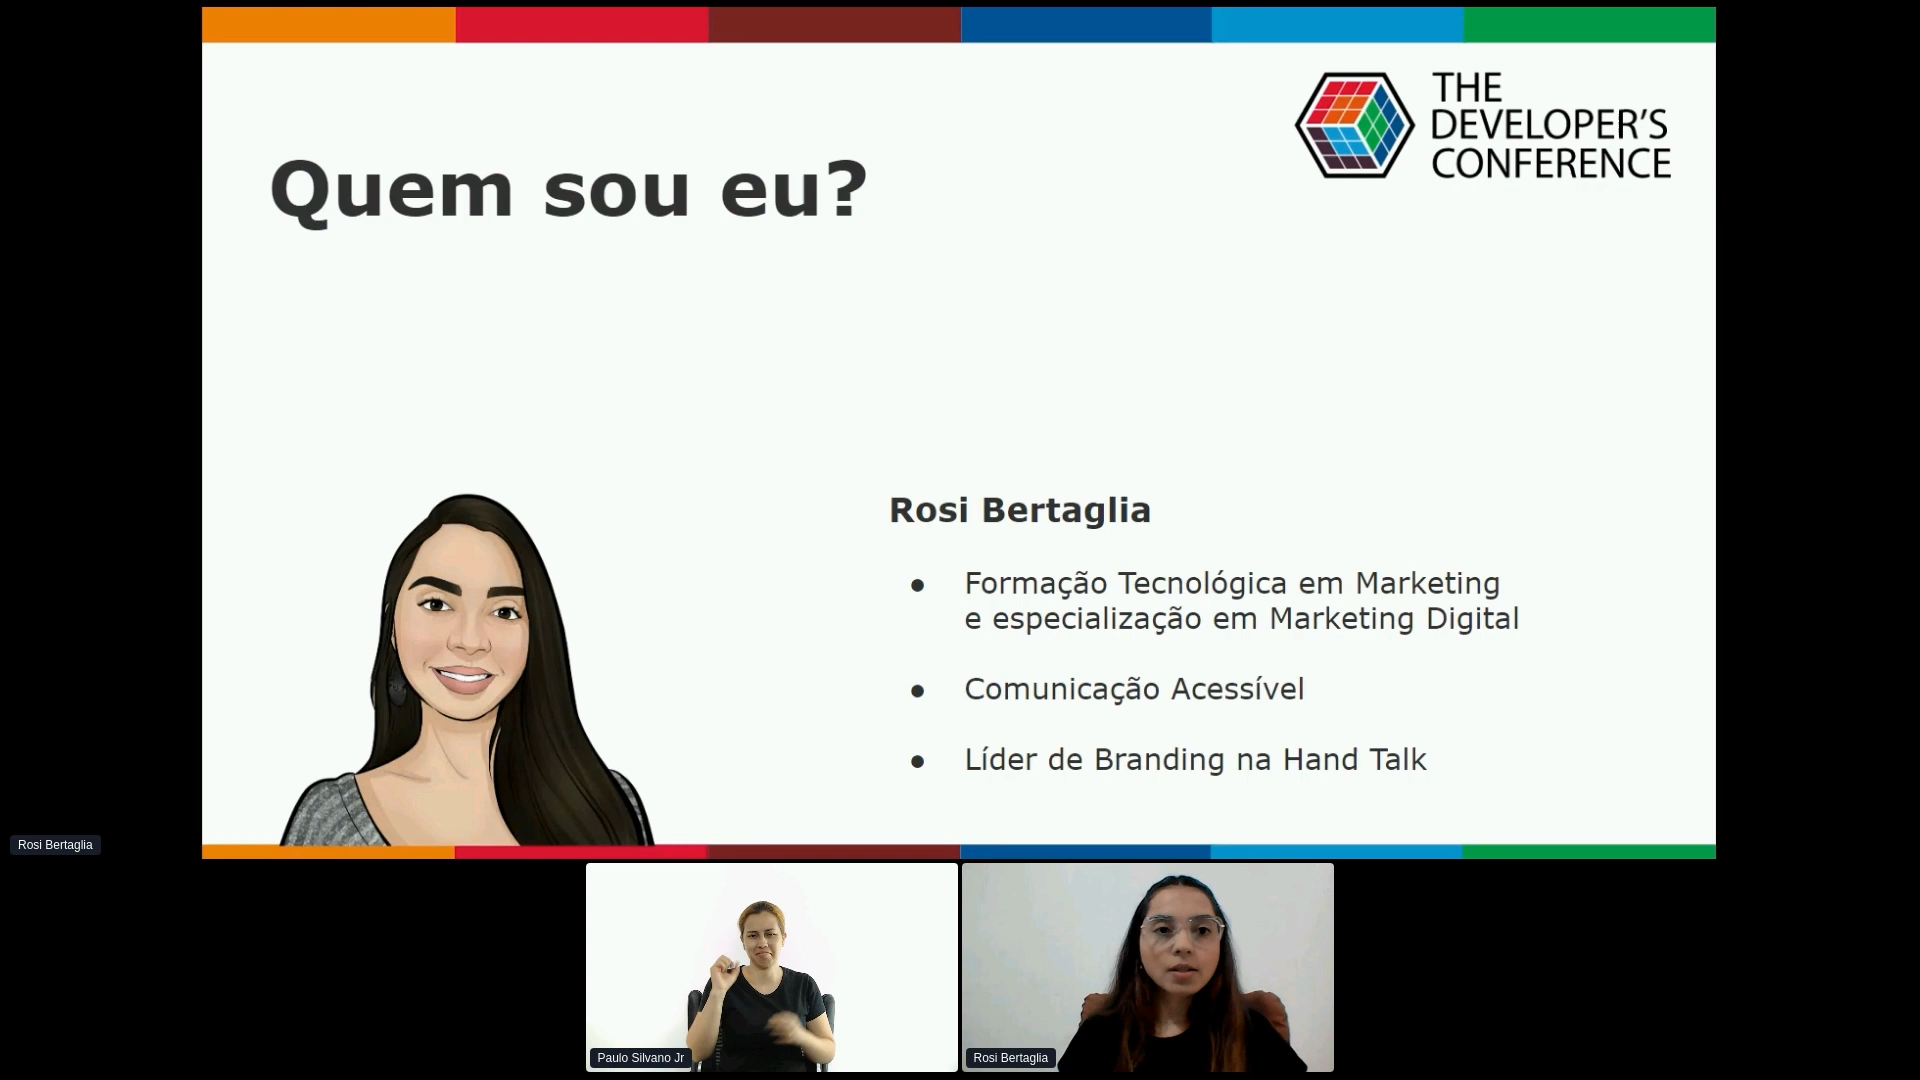 THE
DEVELOPER'S
CONFERENCE
Quem sou eu?
Rosi Bertaglia
● Formação Tecnológica em Marketing
e especialização em Marketing Digital
● Comunicação Acessível
● Líder de Branding na Hand Talk
Rosi Bertaglia
Paulo Silvano Jr
Rosi Bertaglia